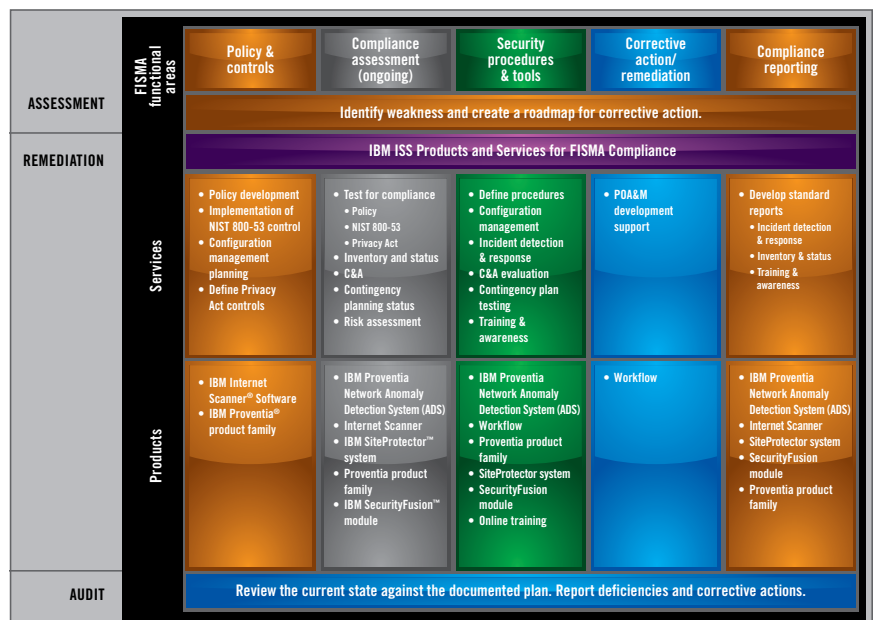 FISMA
functional
areas
Policy &
controls
Compliance
assessment
(ongoing)
Security
procedures
& tools
Corrective
action/
remediation
Compliance
reporting
ASSESSMENT
Identify weakness and create a roadmap for corrective action.
REMEDIATION
IBM ISS Products and Services for FISMA Compliance
Services
• Policy development
• Implementation of
NIST 800-53 control
• Configuration
management
planning
• Define Privacy
Act controls
• Test for compliance
• Policy
• NIST 800-53
• Privacy Act
• Inventory and status
• C&A
• Contingency
planning status
• Risk assessment
• Define procedures
• Configuration
management
• Incident detection
& response
• C&A evaluation
• Contingency plan
testing
• Training &
awareness
• POA&M
development
support
• Develop standard
reports
• Incident detection
& response
• Inventory & status
• Training &
awareness
Products
• IBM Internet
Scanner® Software
• IBM Proventia®
product family
• IBM Proventia
Network Anomaly
Detection System (ADS)
• Internet Scanner
• IBM SiteProtector™
system
• Proventia product
family
• IBM SecurityFusion™
module
• IBM Proventia
Network Anomaly
Detection System (ADS)
• Workflow
• Proventia product
family
• SiteProtector system
• SecurityFusion
module
• Online training
• Workflow
• IBM Proventia
Network Anomaly
Detection System (ADS)
• Internet Scanner
• SiteProtector system
• SecurityFusion
module
• Proventia product
family
AUDIT
Review the current state against the documented plan. Report deficiencies and corrective actions.